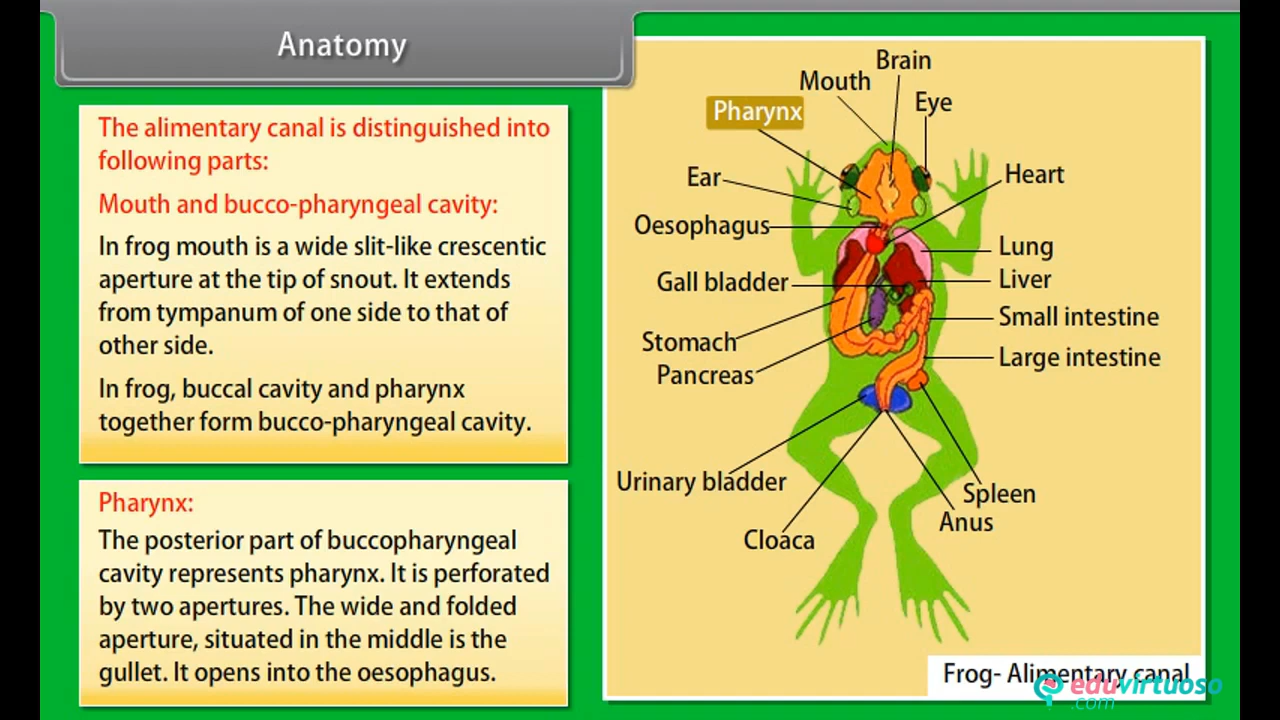 Anatomy
The alimentary canal is distinguished into
following parts:
Mouth and bucco-pharyngeal cavity:
In frog mouth is a wide slit-like crescentic
aperture at the tip of snout. It extends
from tympanum of one side to that of
other side.
In frog, buccal cavity and pharynx
together form bucco-pharyngeal cavity.
Pharynx:
The posterior part of buccopharyngeal
cavity represents pharynx. It is perforated
by two apertures. The wide and folded
aperture, situated in the middle is the
gullet. It opens into the oesophagus.
Brain
Mouth
Eye
Pharynx
Ear
Heart
Oesophagus
Lung
Gall bladder
Liver
Small intestine
Stomach
Large intestine
Pancreas
Urinary bladder
Spleen
Anus
Cloaca
Frog- Alimentary canal
eduvirtuoso
.com